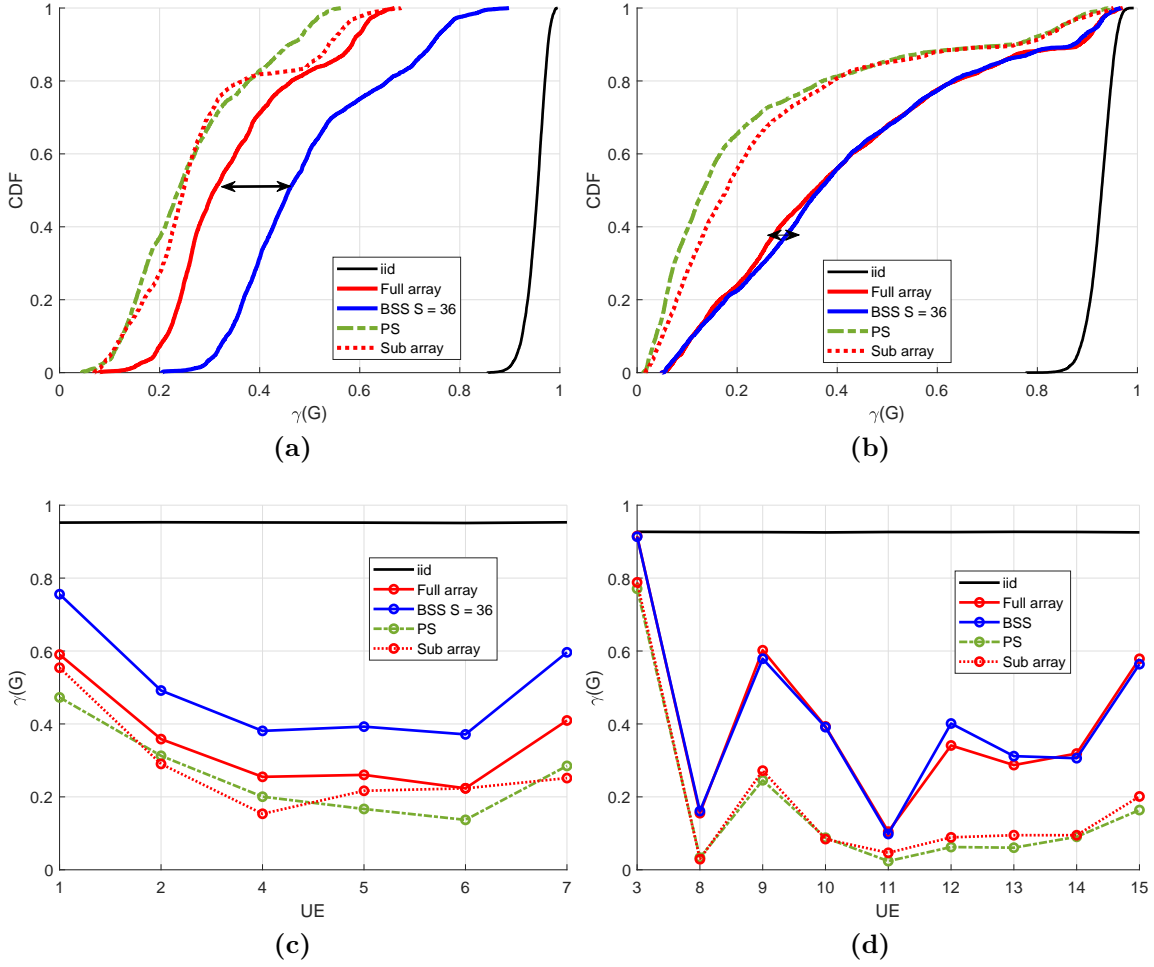 1
0.8
0.6
0.4
0.2
0
CDF
0 0.2 0.4 0.6 0.8 1
γ(G)
iid
Full array
BSS S = 36
PS
Sub array
(a)
1
0.8
0.6
0.4
0.2
0
CDF
0 0.2 0.4 0.6 0.8 1
γ(G)
iid
Full array
BSS S = 36
PS
Sub array
(b)
1
0.8
0.6
0.4
0.2
0
γ(G)
1 2 4 5 6 7
UE
iid
Full array
BSS S = 36
PS
Sub array
(c)
1
0.8
0.6
0.4
0.2
0
γ(G)
3 8 9 10 11 12 13 14 15
UE
iid
Full array
BSS
PS
Sub array
(d)